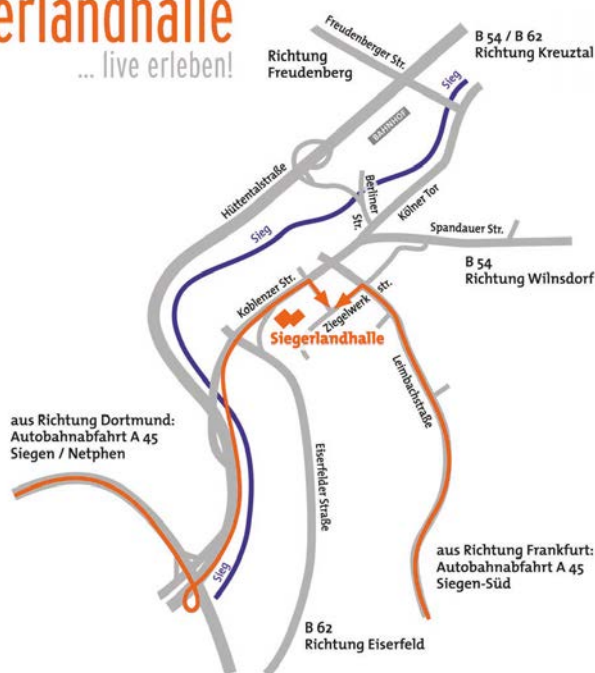 erlandhalle
... live erleben!
Freudenberger Str.
B 54 / B 62
Richtung Kreuztal
Richtung
Freudenberg
Sieg
BAHNHOF
Hüttentalstraße
Berliner
Str.
Kölner Tor
Sieg
Spandauer Str.
B 54
Richtung Wilnsdorf
Koblenzer Str.
Ziegelwerk
str.
Siegerlandhalle
Leimbachstraße
aus Richtung Dortmund:
Autobahnabfahrt A 45
Siegen / Netphen
Eiserfelder Straße
aus Richtung Frankfurt:
Autobahnabfahrt A 45
Siegen-Süd
Sieg
B 62
Richtung Eiserfeld